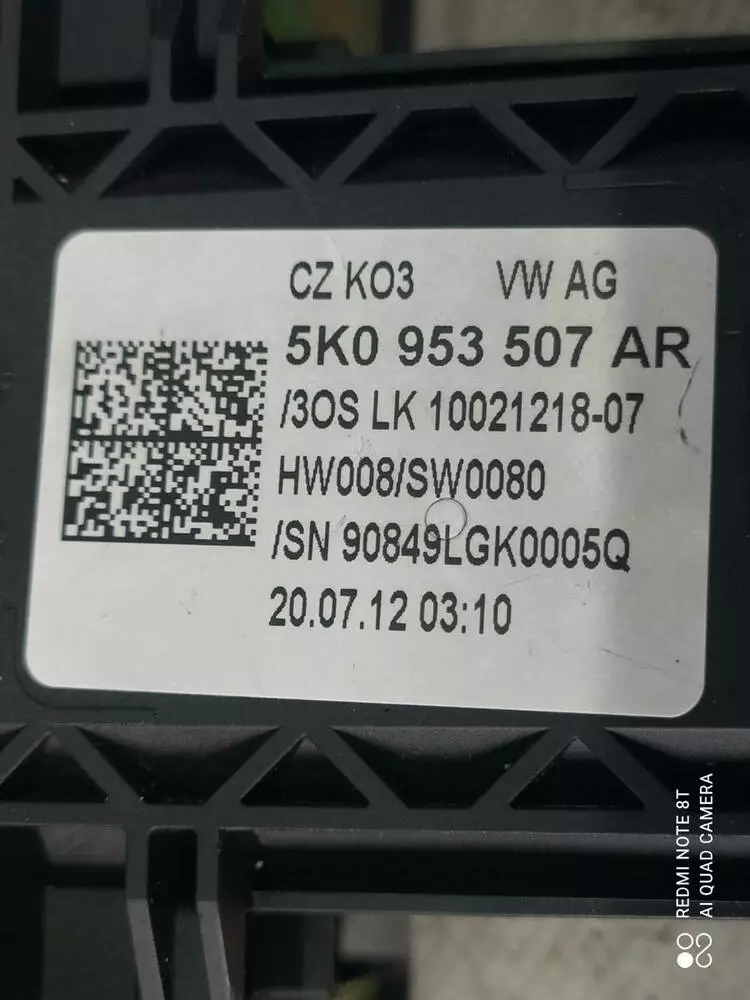 CZ KO3 VW AG
5K0 953 507 AR
/3OS LK 10021218-07
HW008/SW0080
/SN 90849LGK0005Q
20.07.12 03:10
REDMI NOTE 8T
AI QUAD CAMERA